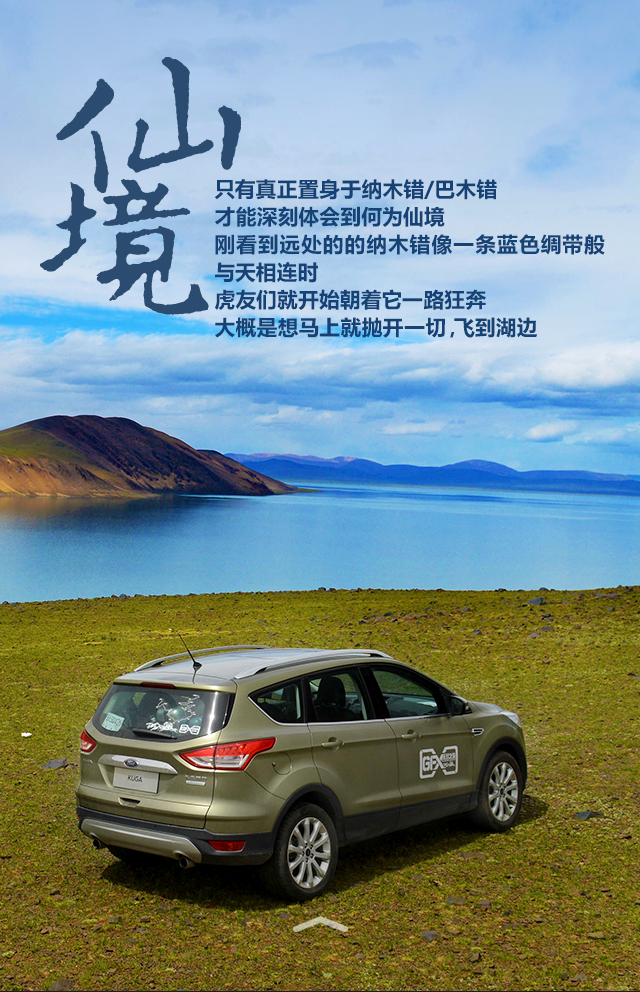 仙境
只有真正置身于纳木错/巴木错
才能深刻体会到何为仙境
刚看到远处的的纳木错像一条蓝色绸带般
与天相连时
虎友们就开始朝着它一路狂奔
大概是想马上就抛开一切,飞到湖边
KUGA
GFX